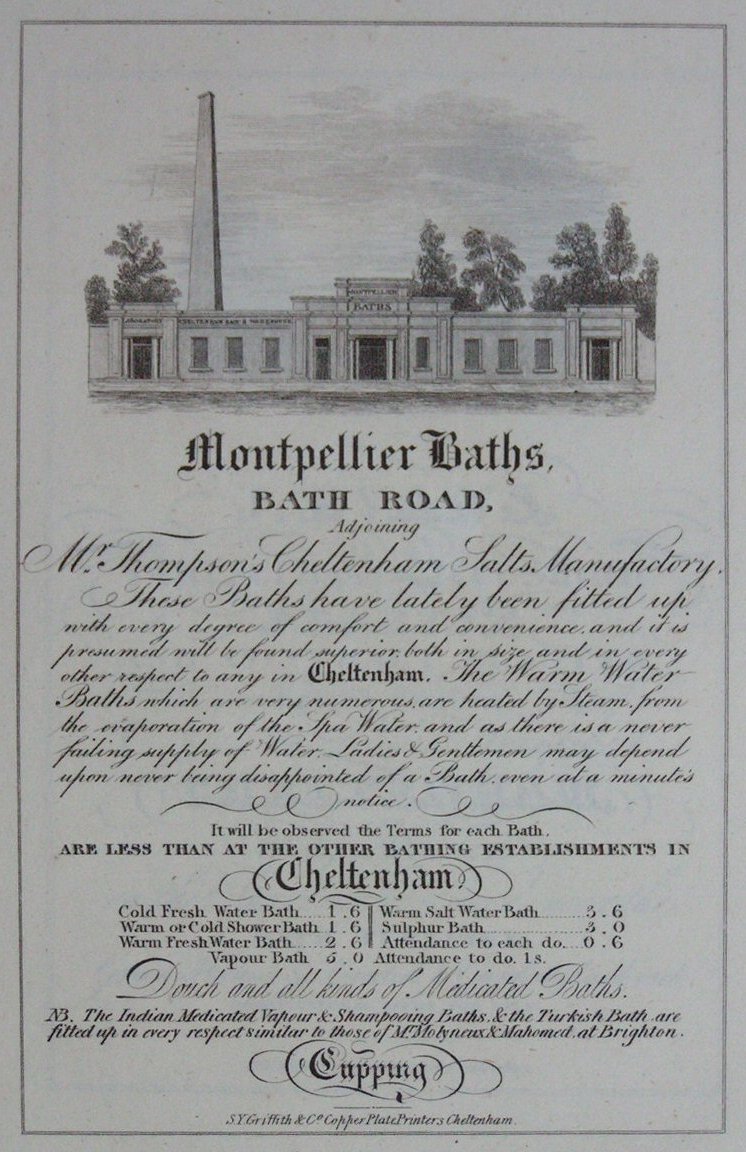 MONTPELLIER
BATHS
LABORATORY
CHELTENHAM SALTS WAREHOUSE
Montpellier Baths,
BATH ROAD,
Adjoining
Mr. Thompson's Cheltenham Salts Manufactory.
These Baths have lately been fitted up
with every degree of comfort and convenience, and it is
presumed will be found superior, both in size and in every
other respect to any in Cheltenham. The Warm Water
Baths which are very numerous, are heated by Steam, from
the evaporation of the Spa Water, and as there is a never
failing supply of Water, Ladies & Genttemen may depend
upon never being disappointed of a Bath, even at a minute's
notice.
It will be observed the Terms for each Bath,
ARE LESS THAN AT THE OTHER BATHING ESTABLISHMENTS IN
Cheltenham.
Cold Fresh Water Bath.....1.6 Warm Salt Water Bath..........3.6
Warm or Cold Shower Bath 1.6 Sulphur Bath..........3.0
Warm Fresh Water Bath.....2.6 Attendance to each do....0.6
Vapour Bath 5.0 Attendance to do. 1s.
Douch and all kinds of Medicated Baths.
NB. The Indian Medicated Vapour & Shampooing Baths, & the Turkish Bath, are
fitted up in every respect similar to those of Mr. Molyneux & Mahomed, at Brighton.
Cupping
S.Y. Griffith & Co. Copper Plate Printers Cheltenham.